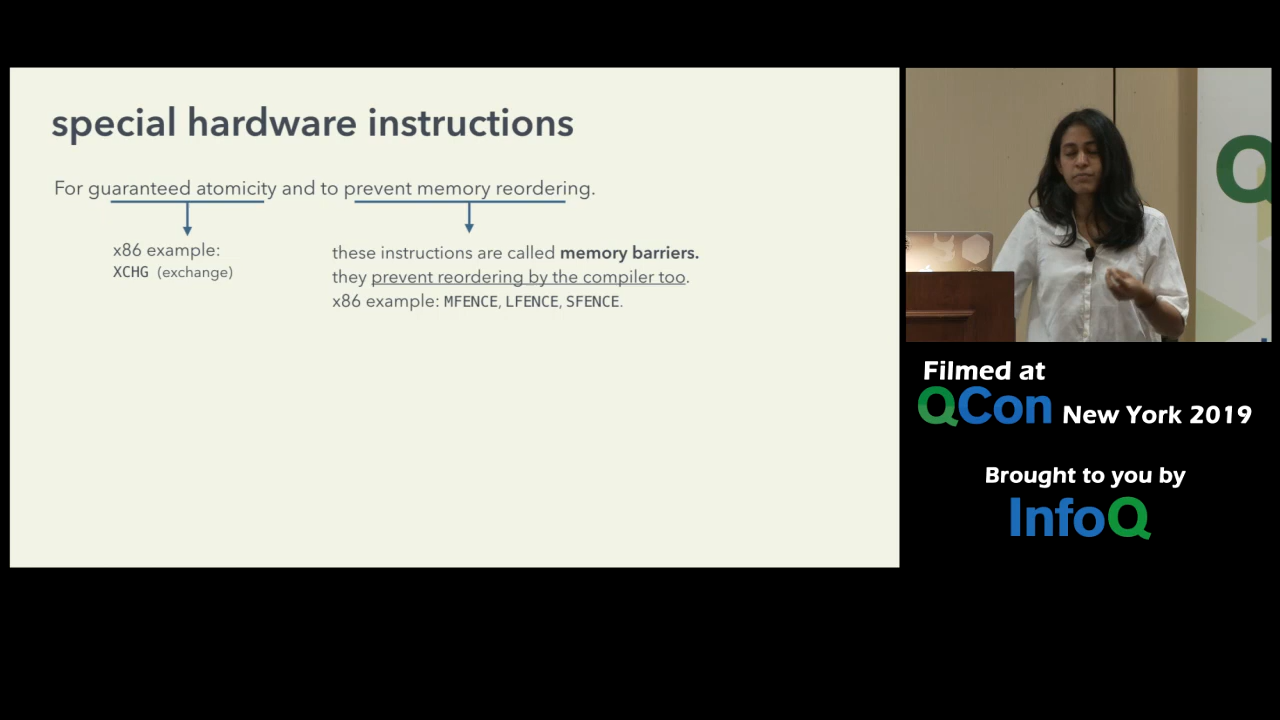 special hardware instructions
For guaranteed atomicity and to prevent memory reordering.
x86 example:
XCHG (exchange)
these instructions are called memory barriers.
they prevent reordering by the compiler too.
x86 example: MFENCE, LFENCE, SFENCE.
Q
Filmed at
QCon New York 2019
Brought to you by
InfoQ